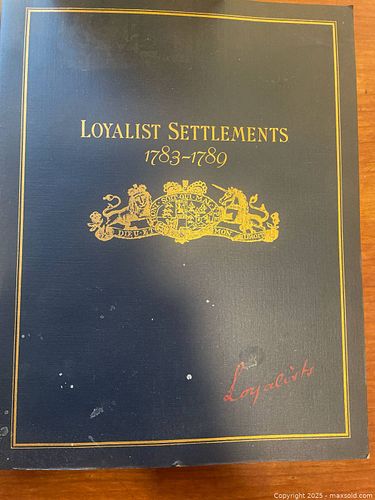 LOYALIST SETTLEMENTS
1783-1789
DIEU ET MON DROIT
Loyalists
Copyright 2025 - maxsold.com